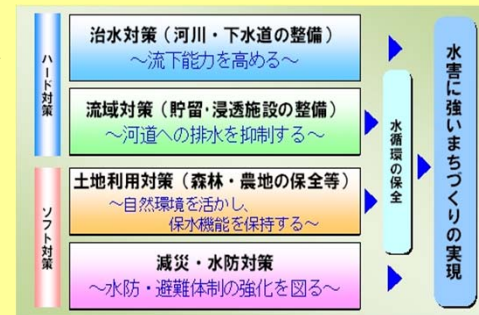 ハード対策
治水対策(河川・下水道の整備)
~流下能力を高める~
流域対策(貯留・浸透施設の整備)
~河道への排水を抑制する~
ソフト対策
土地利用対策(森林・農地の保全等)
~自然環境を活かし、
保水機能を保持する~
減災・水防対策
~水防・避難体制の強化を図る~
水循環の保全
水害に強いまちづくりの実現